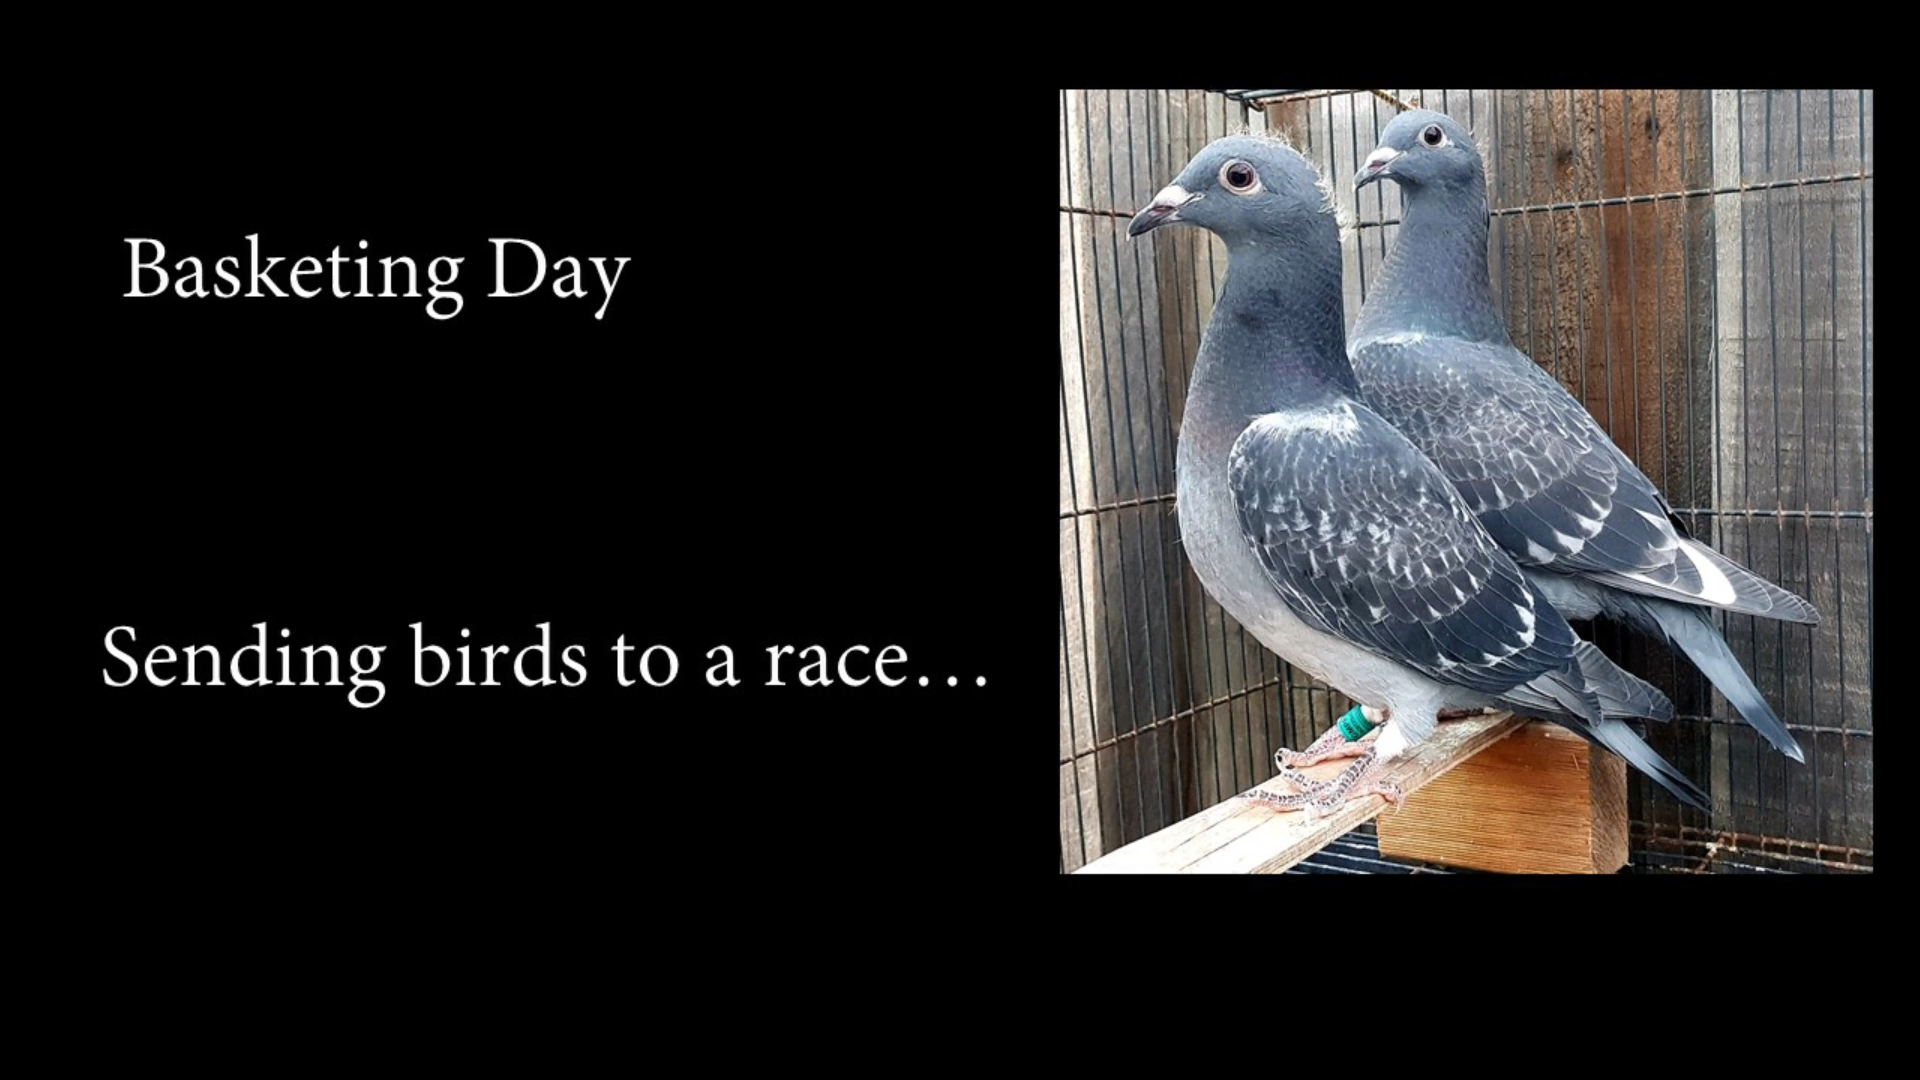 Basketing Day
Sending birds to a race…